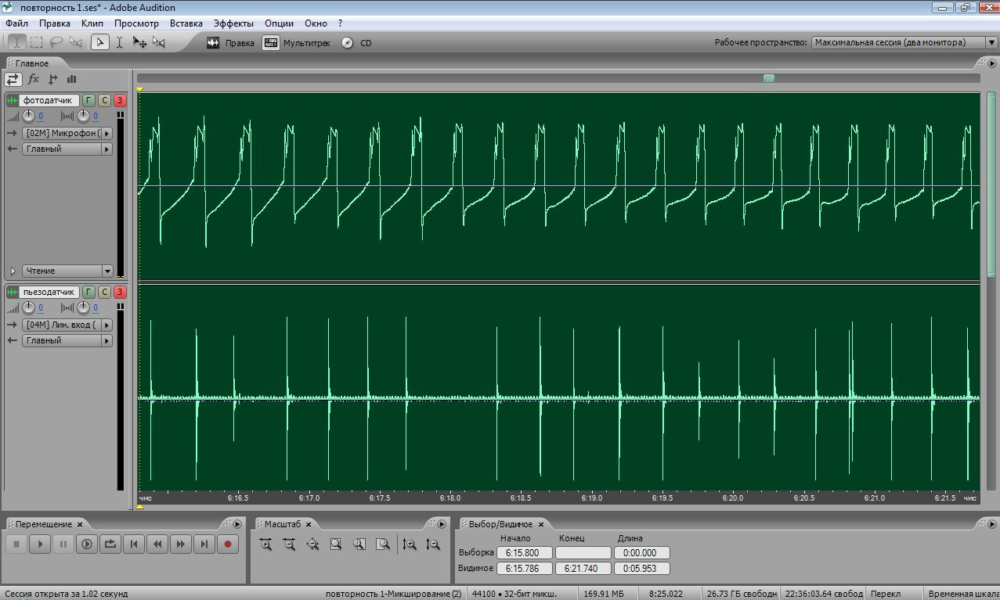 повторность 1.ses* - Adobe Audition
Файл Правка Клип Просмотр Вставка Эффекты Опции Окно ?
Правка Мультитрек CD Рабочее пространство: Максимальная сессия (два монитора)
Главное
fx
фотодатчик Г С З
0 0
[02M] Микрофон (
Главный
Чтение
пьезодатчик Г С З
0 0
[04M] Лин. вход (
Главный
чмс 6:16.5 6:17.0 6:17.5 6:18.0 6:18.5 6:19.0 6:19.5 6:20.0 6:20.5 6:21.0 6:21.5 чмс
Перемещение × Масштаб × Выбор/Видимое ×
Начало Конец Длина
Выборка 6:15.800 0:00.000
Видимое 6:15.786 6:21.740 0:05.953
Сессия открыта за 1.02 секунд повторность 1-Микширование (2) 44100 • 32-бит микш. 169.91 МБ 8:25.022 26.73 ГБ свободн 22:36:03.64 свобод Перекл Временная шкала